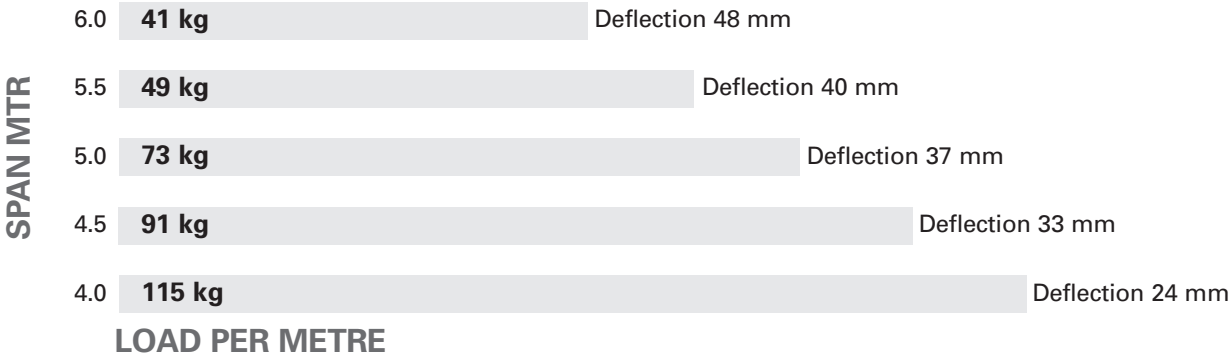 SPAN MTR
6.0 41 kg Deflection 48 mm
5.5 49 kg Deflection 40 mm
5.0 73 kg Deflection 37 mm
4.5 91 kg Deflection 33 mm
4.0 115 kg Deflection 24 mm
LOAD PER METRE